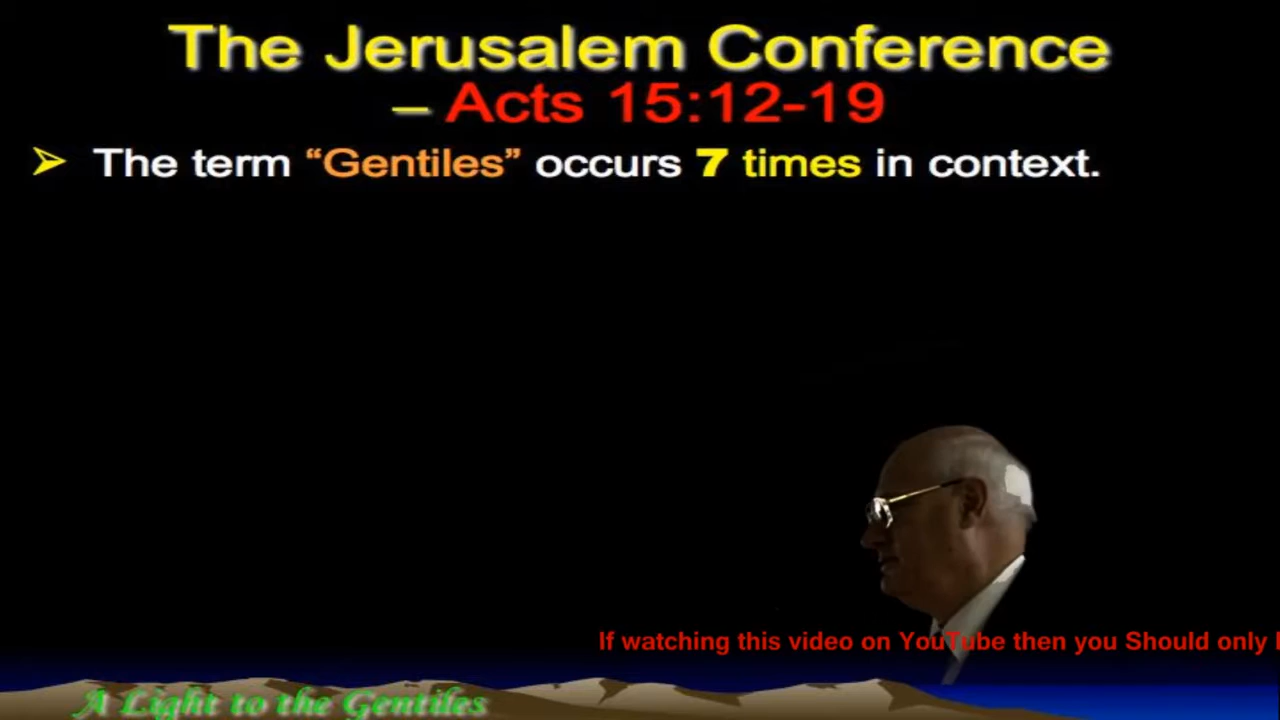 The Jerusalem Conference
– Acts 15:12-19
➢ The term “Gentiles” occurs 7 times in context.
If watching this video on YouTube then you Should only
A Light to the Gentiles